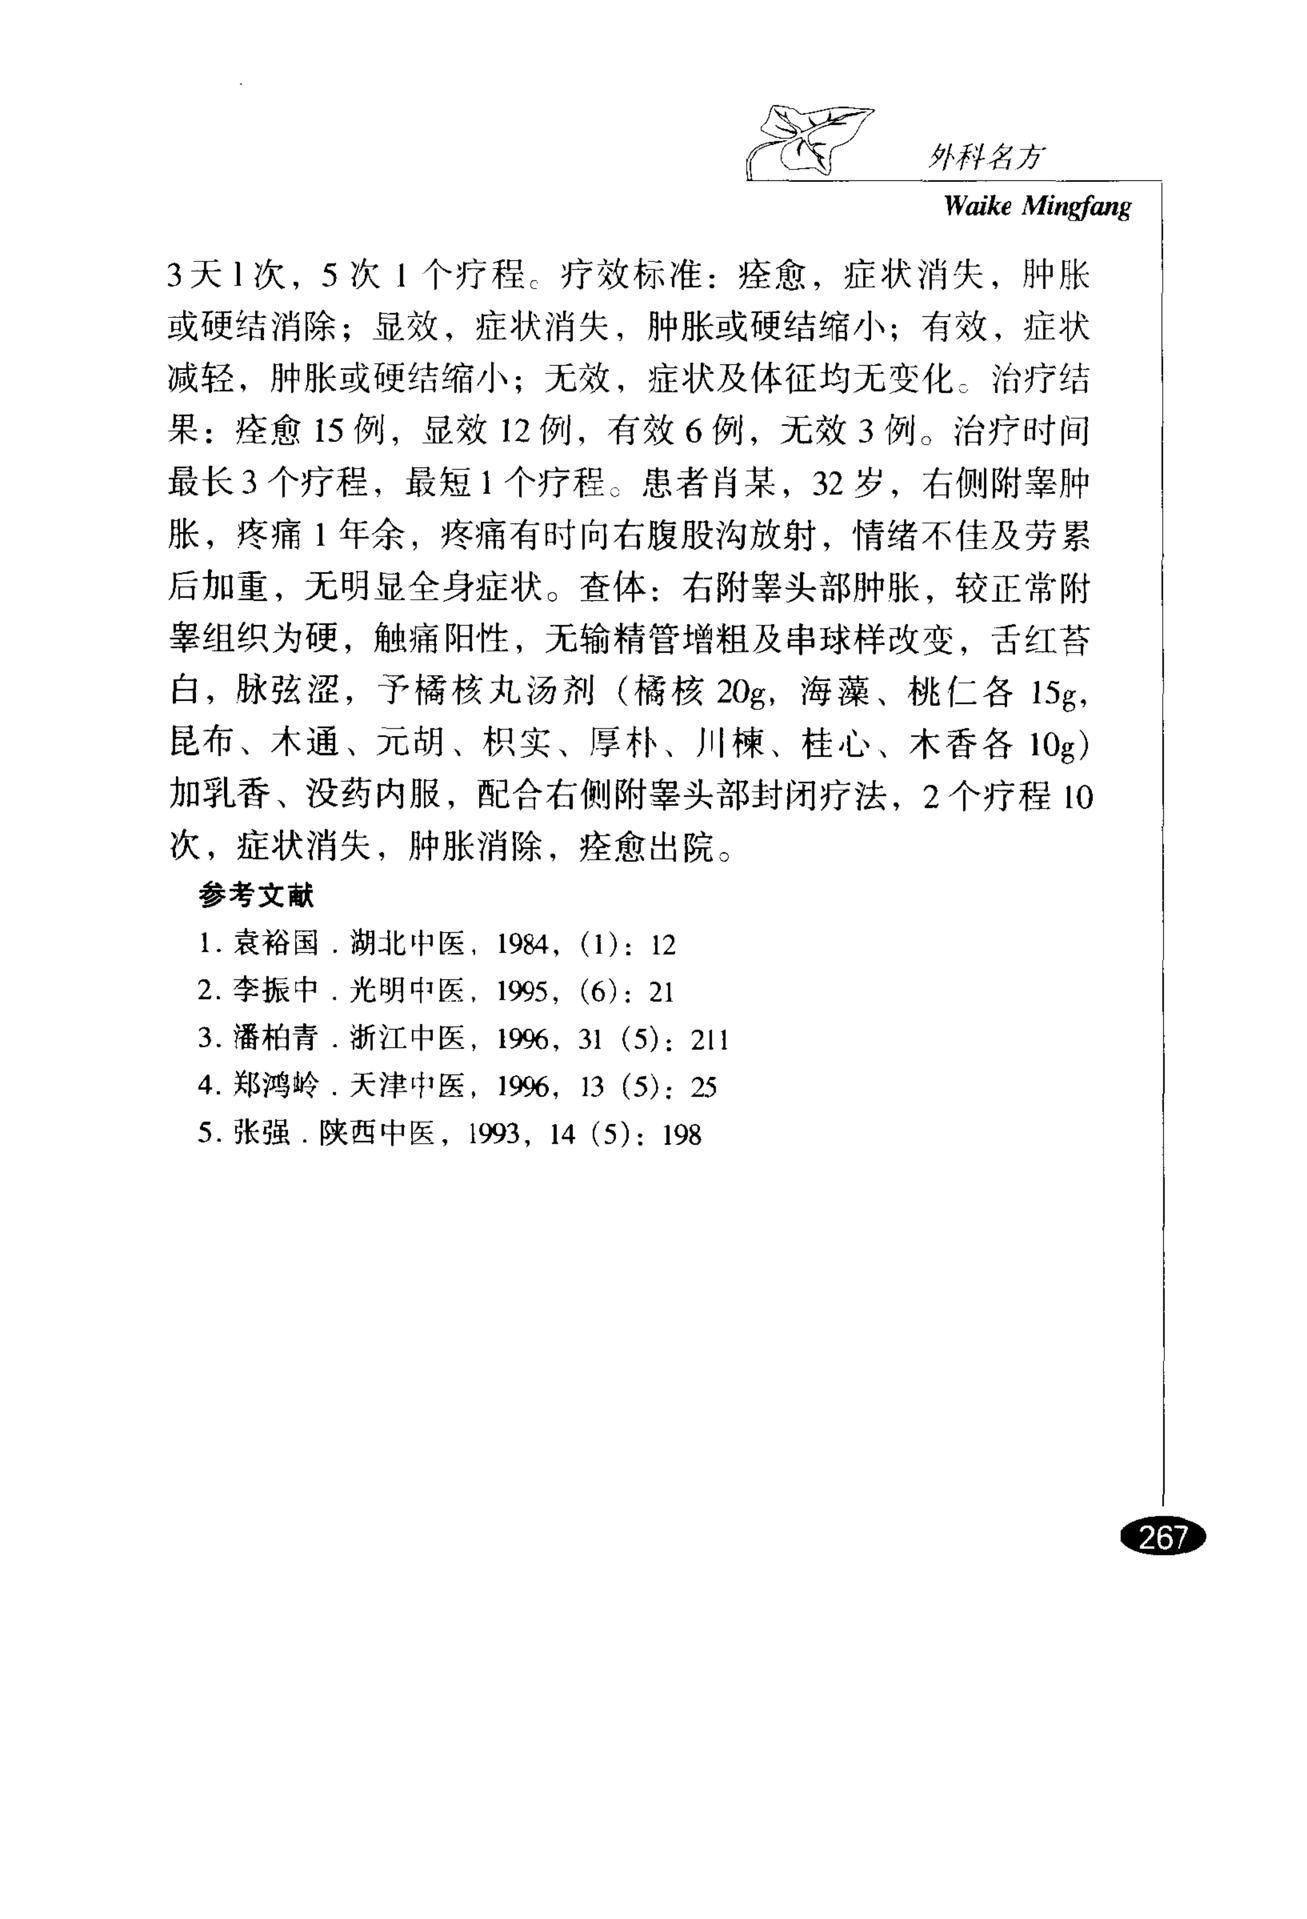 外科名方
Waike Mingfang
3天1次，5次1个疗程。疗效标准：痊愈，症状消失，肿胀
或硬结消除；显效，症状消失，肿胀或硬结缩小；有效，症状
减轻，肿胀或硬结缩小；无效，症状及体征均无变化。治疗结
果：痊愈15例，显效12例，有效6例，无效3例。治疗时间
最长3个疗程，最短1个疗程。患者肖某，32岁，右侧附睾肿
胀，疼痛1年余，疼痛有时向右腹股沟放射，情绪不佳及劳累
后加重，无明显全身症状。查体：右附睾头部肿胀，较正常附
睾组织为硬，触痛阳性，无输精管增粗及串球样改变，舌红苔
白，脉弦涩，予橘核丸汤剂（橘核20g，海藻、桃仁各15g，
昆布、木通、元胡、枳实、厚朴、川楝、桂心、木香各10g）
加乳香、没药内服，配合右侧附睾头部封闭疗法，2个疗程10
次，症状消失，肿胀消除，痊愈出院。
参考文献
1. 袁裕国．湖北中医，1984，(1)：12
2. 李振中．光明中医，1995，(6)：21
3. 潘柏青．浙江中医，1996，31 (5)：211
4. 郑鸿岭．天津中医，1996，13 (5)：25
5. 张强．陕西中医，1993，14 (5)：198
267